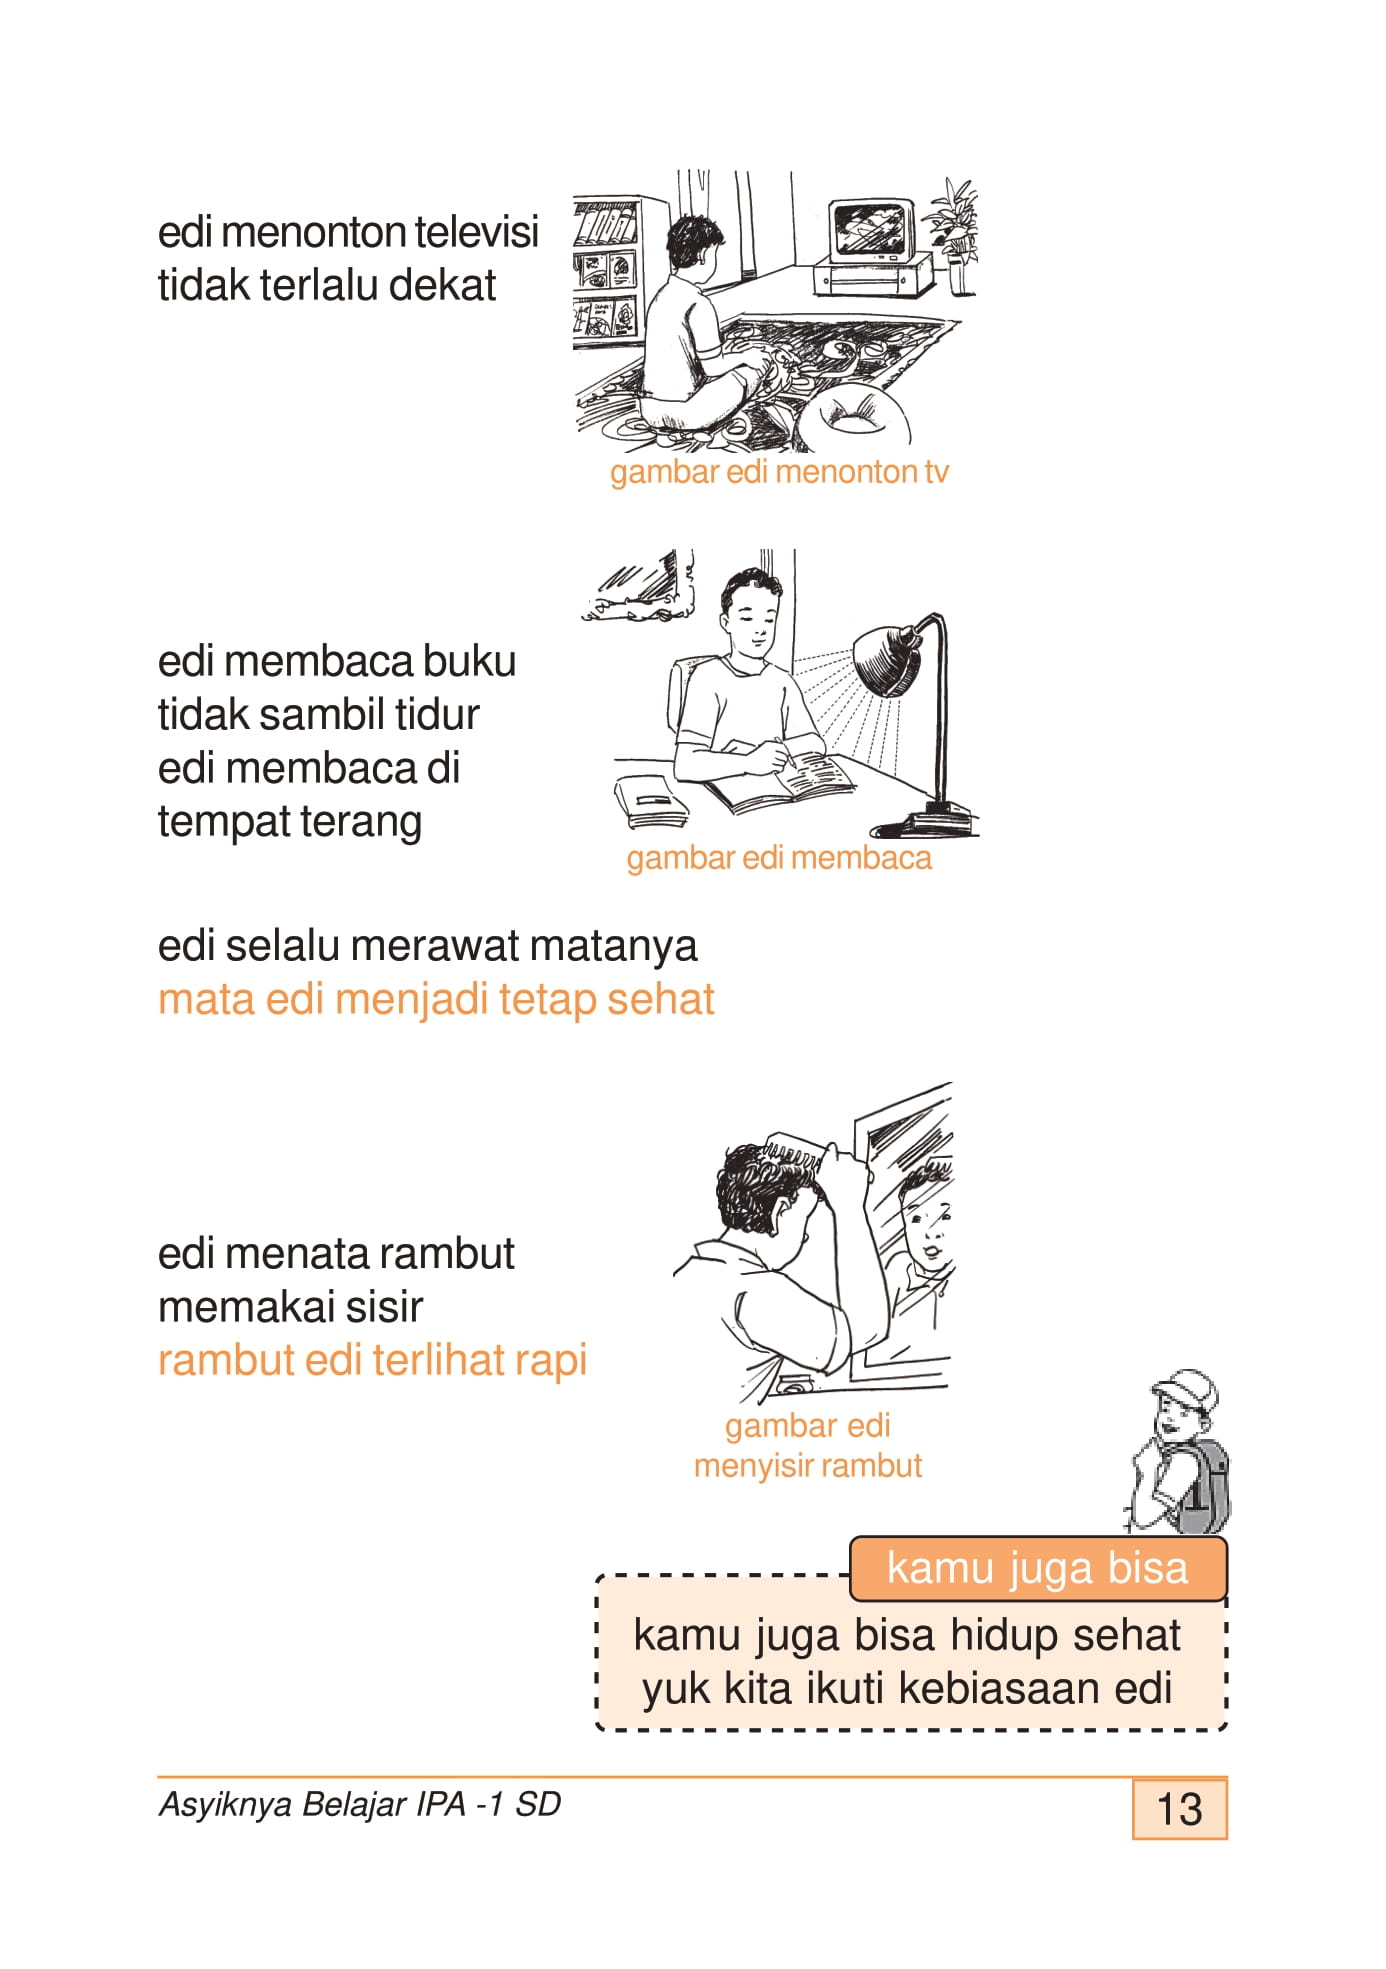 edi menonton televisi
tidak terlalu dekat
gambar edi menonton tv
edi membaca buku
tidak sambil tidur
edi membaca di
tempat terang
gambar edi membaca
edi selalu merawat matanya
mata edi menjadi tetap sehat
edi menata rambut
memakai sisir
rambut edi terlihat rapi
gambar edi
menyisir rambut
kamu juga bisa
kamu juga bisa hidup sehat
yuk kita ikuti kebiasaan edi
Asyiknya Belajar IPA -1 SD
13